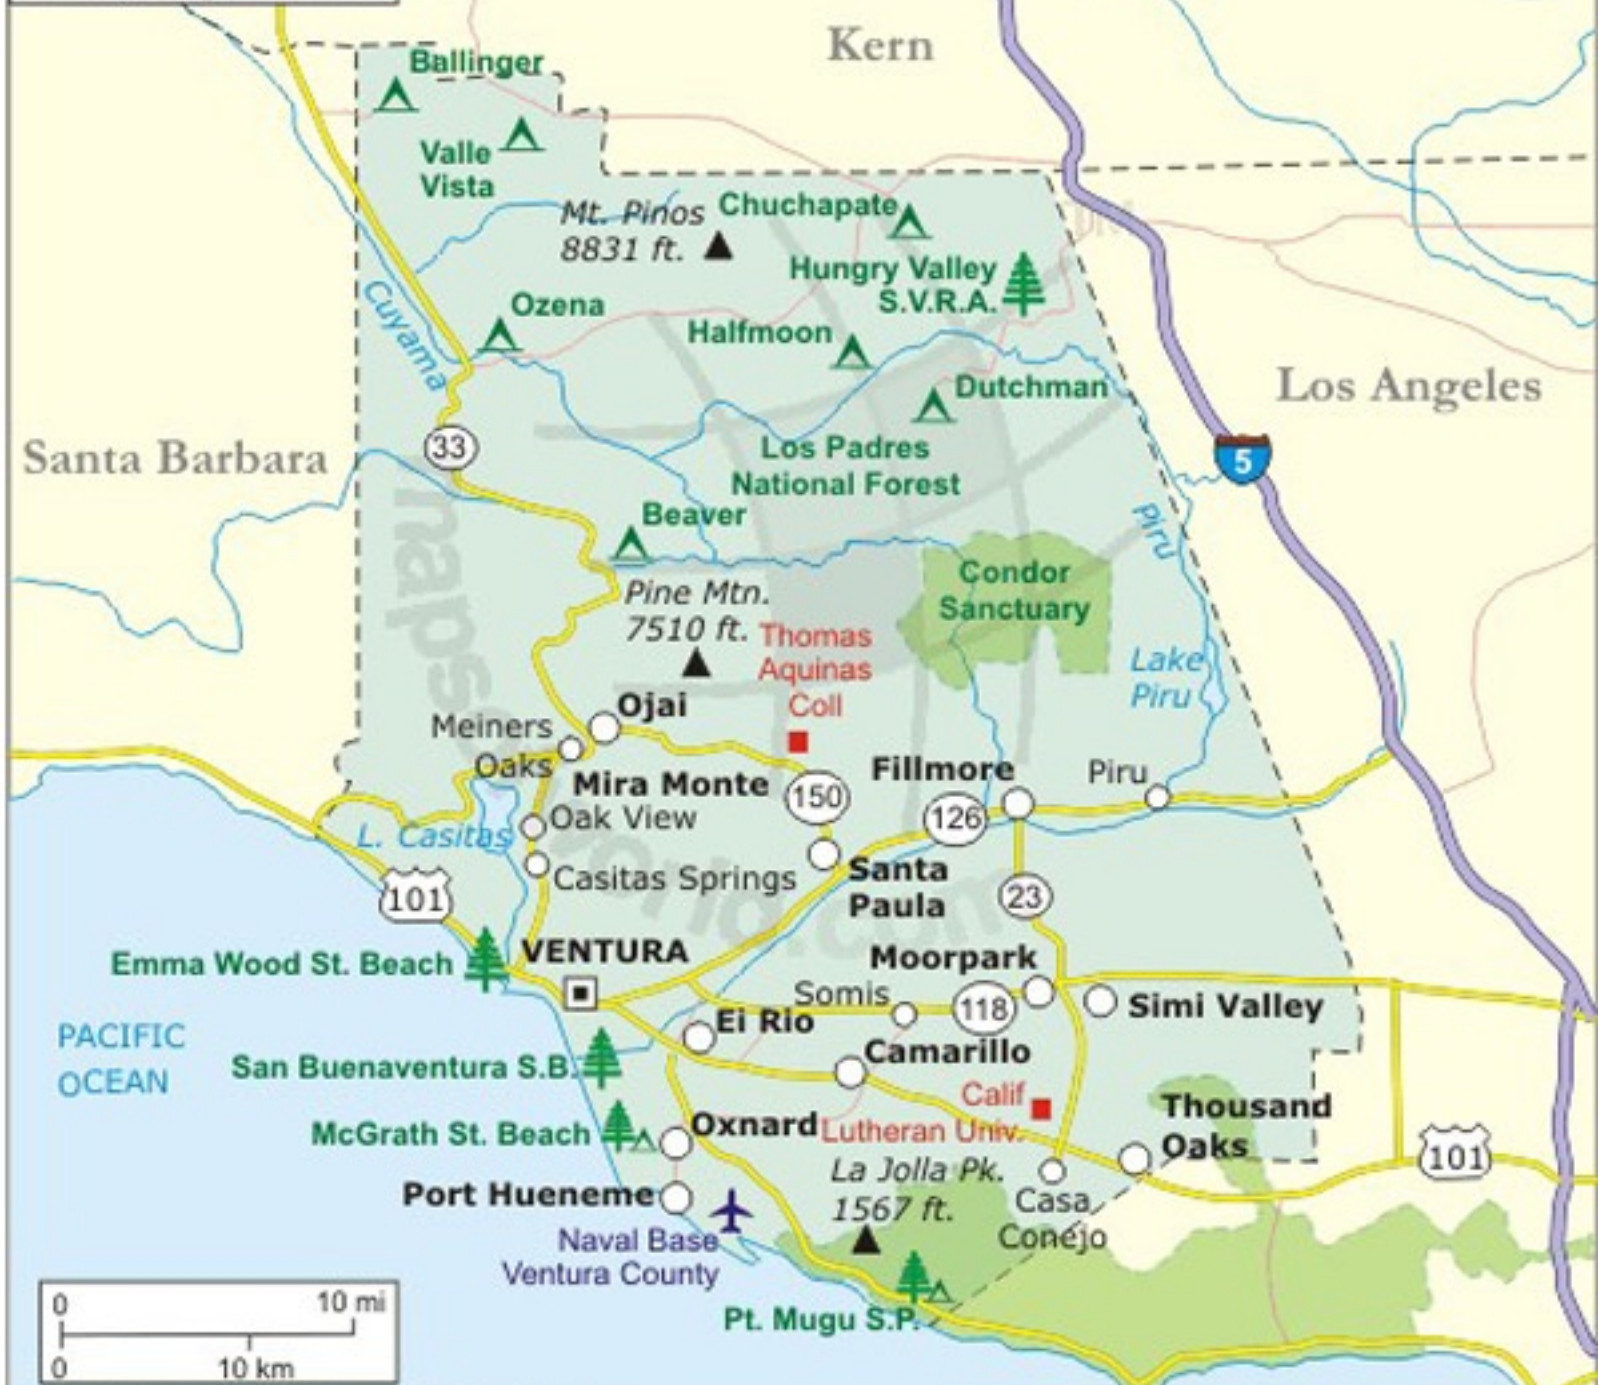 Kern
Ballinger
Valle
Vista
Mt. Pinos
8831 ft.
Chuchapate
Hungry Valley
S.V.R.A.
Cuyama
Ozena
Halfmoon
Dutchman
Los Angeles
Santa Barbara
33
5
Los Padres
National Forest
Beaver
Piru
Condor
Sanctuary
Pine Mtn.
7510 ft.
Thomas
Aquinas
Coll
Lake
Piru
Ojai
Meiners
Oaks
Mira Monte
150
Fillmore
126
Piru
Oak View
L. Casitas
Casitas Springs
Santa
Paula
23
101
VENTURA
Emma Wood St. Beach
Moorpark
Somis
118
Simi Valley
Ei Rio
PACIFIC
OCEAN
San Buenaventura S.B.
Camarillo
Calif
Lutheran Univ.
Thousand
Oaks
McGrath St. Beach
Oxnard
101
La Jolla Pk.
1567 ft.
Casa
Conejo
Port Hueneme
Naval Base
Ventura County
Pt. Mugu S.P.
0 10 mi
0 10 km